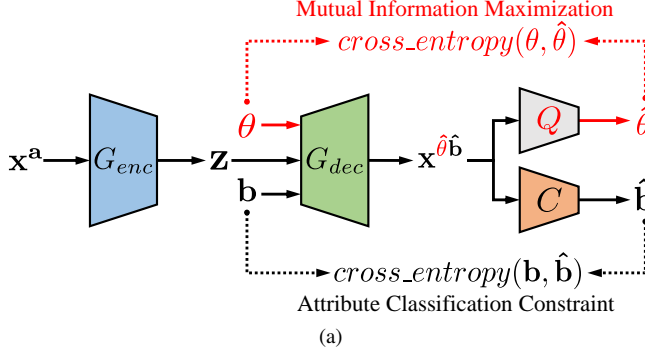 Mutual Information Maximization
cross_entropy(θ, θ̂)
θ
Q
θ̂
x^a
G_enc
z
G_dec
x^θ̂b̂
b
C
b̂
cross_entropy(b, b̂)
Attribute Classification Constraint
(a)